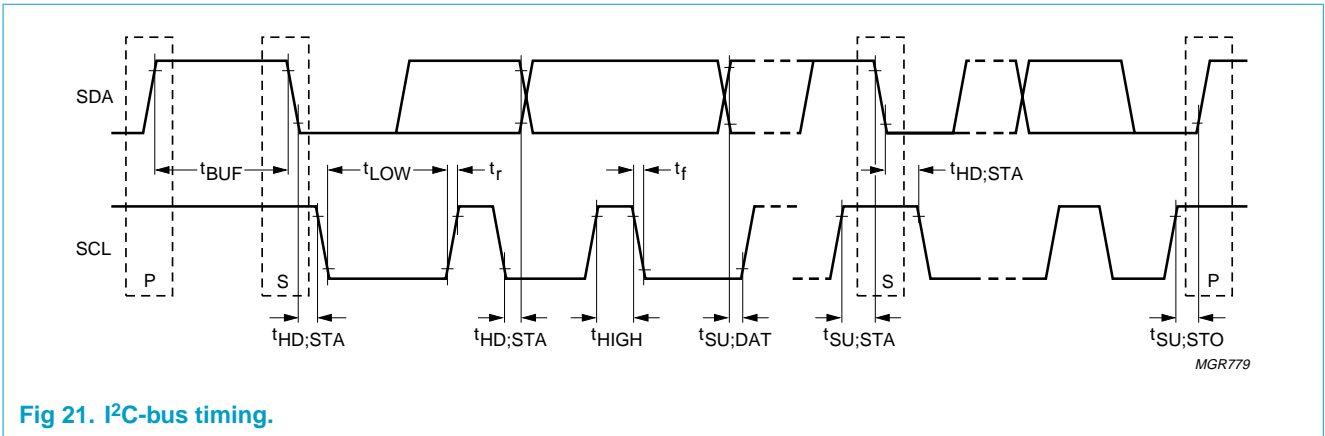 SDA
tBUF
tLOW
tr
tf
tHD;STA
SCL
P
S
S
P
tHD;STA
tHD;STA
tHIGH
tSU;DAT
tSU;STA
tSU;STO
MGR779
Fig 21. I²C-bus timing.